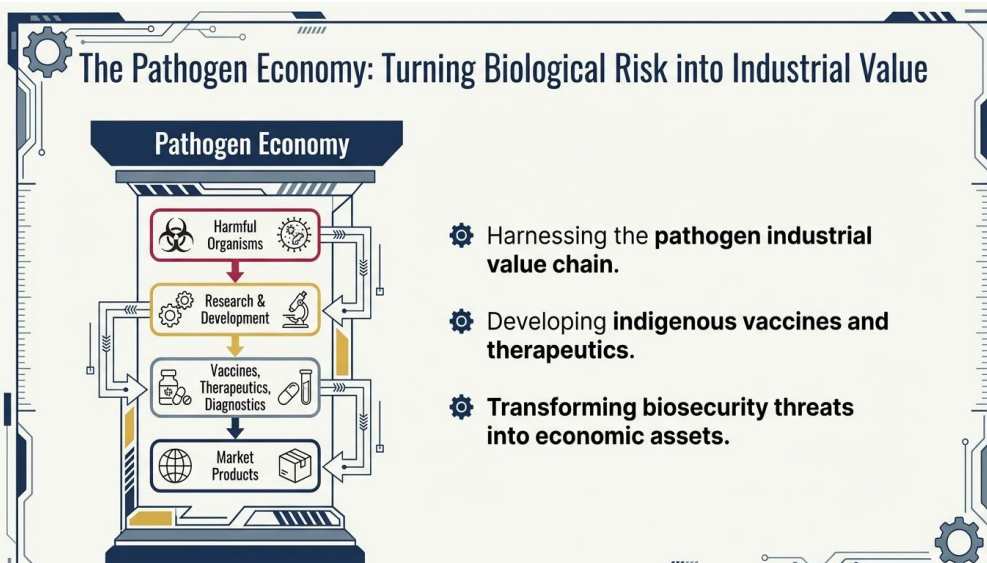 The Pathogen Economy: Turning Biological Risk into Industrial Value
Pathogen Economy
Harmful
Organisms
Research &
Development
Vaccines,
Therapeutics,
Diagnostics
Market
Products
Harnessing the pathogen industrial
value chain.
Developing indigenous vaccines and
therapeutics.
Transforming biosecurity threats
into economic assets.